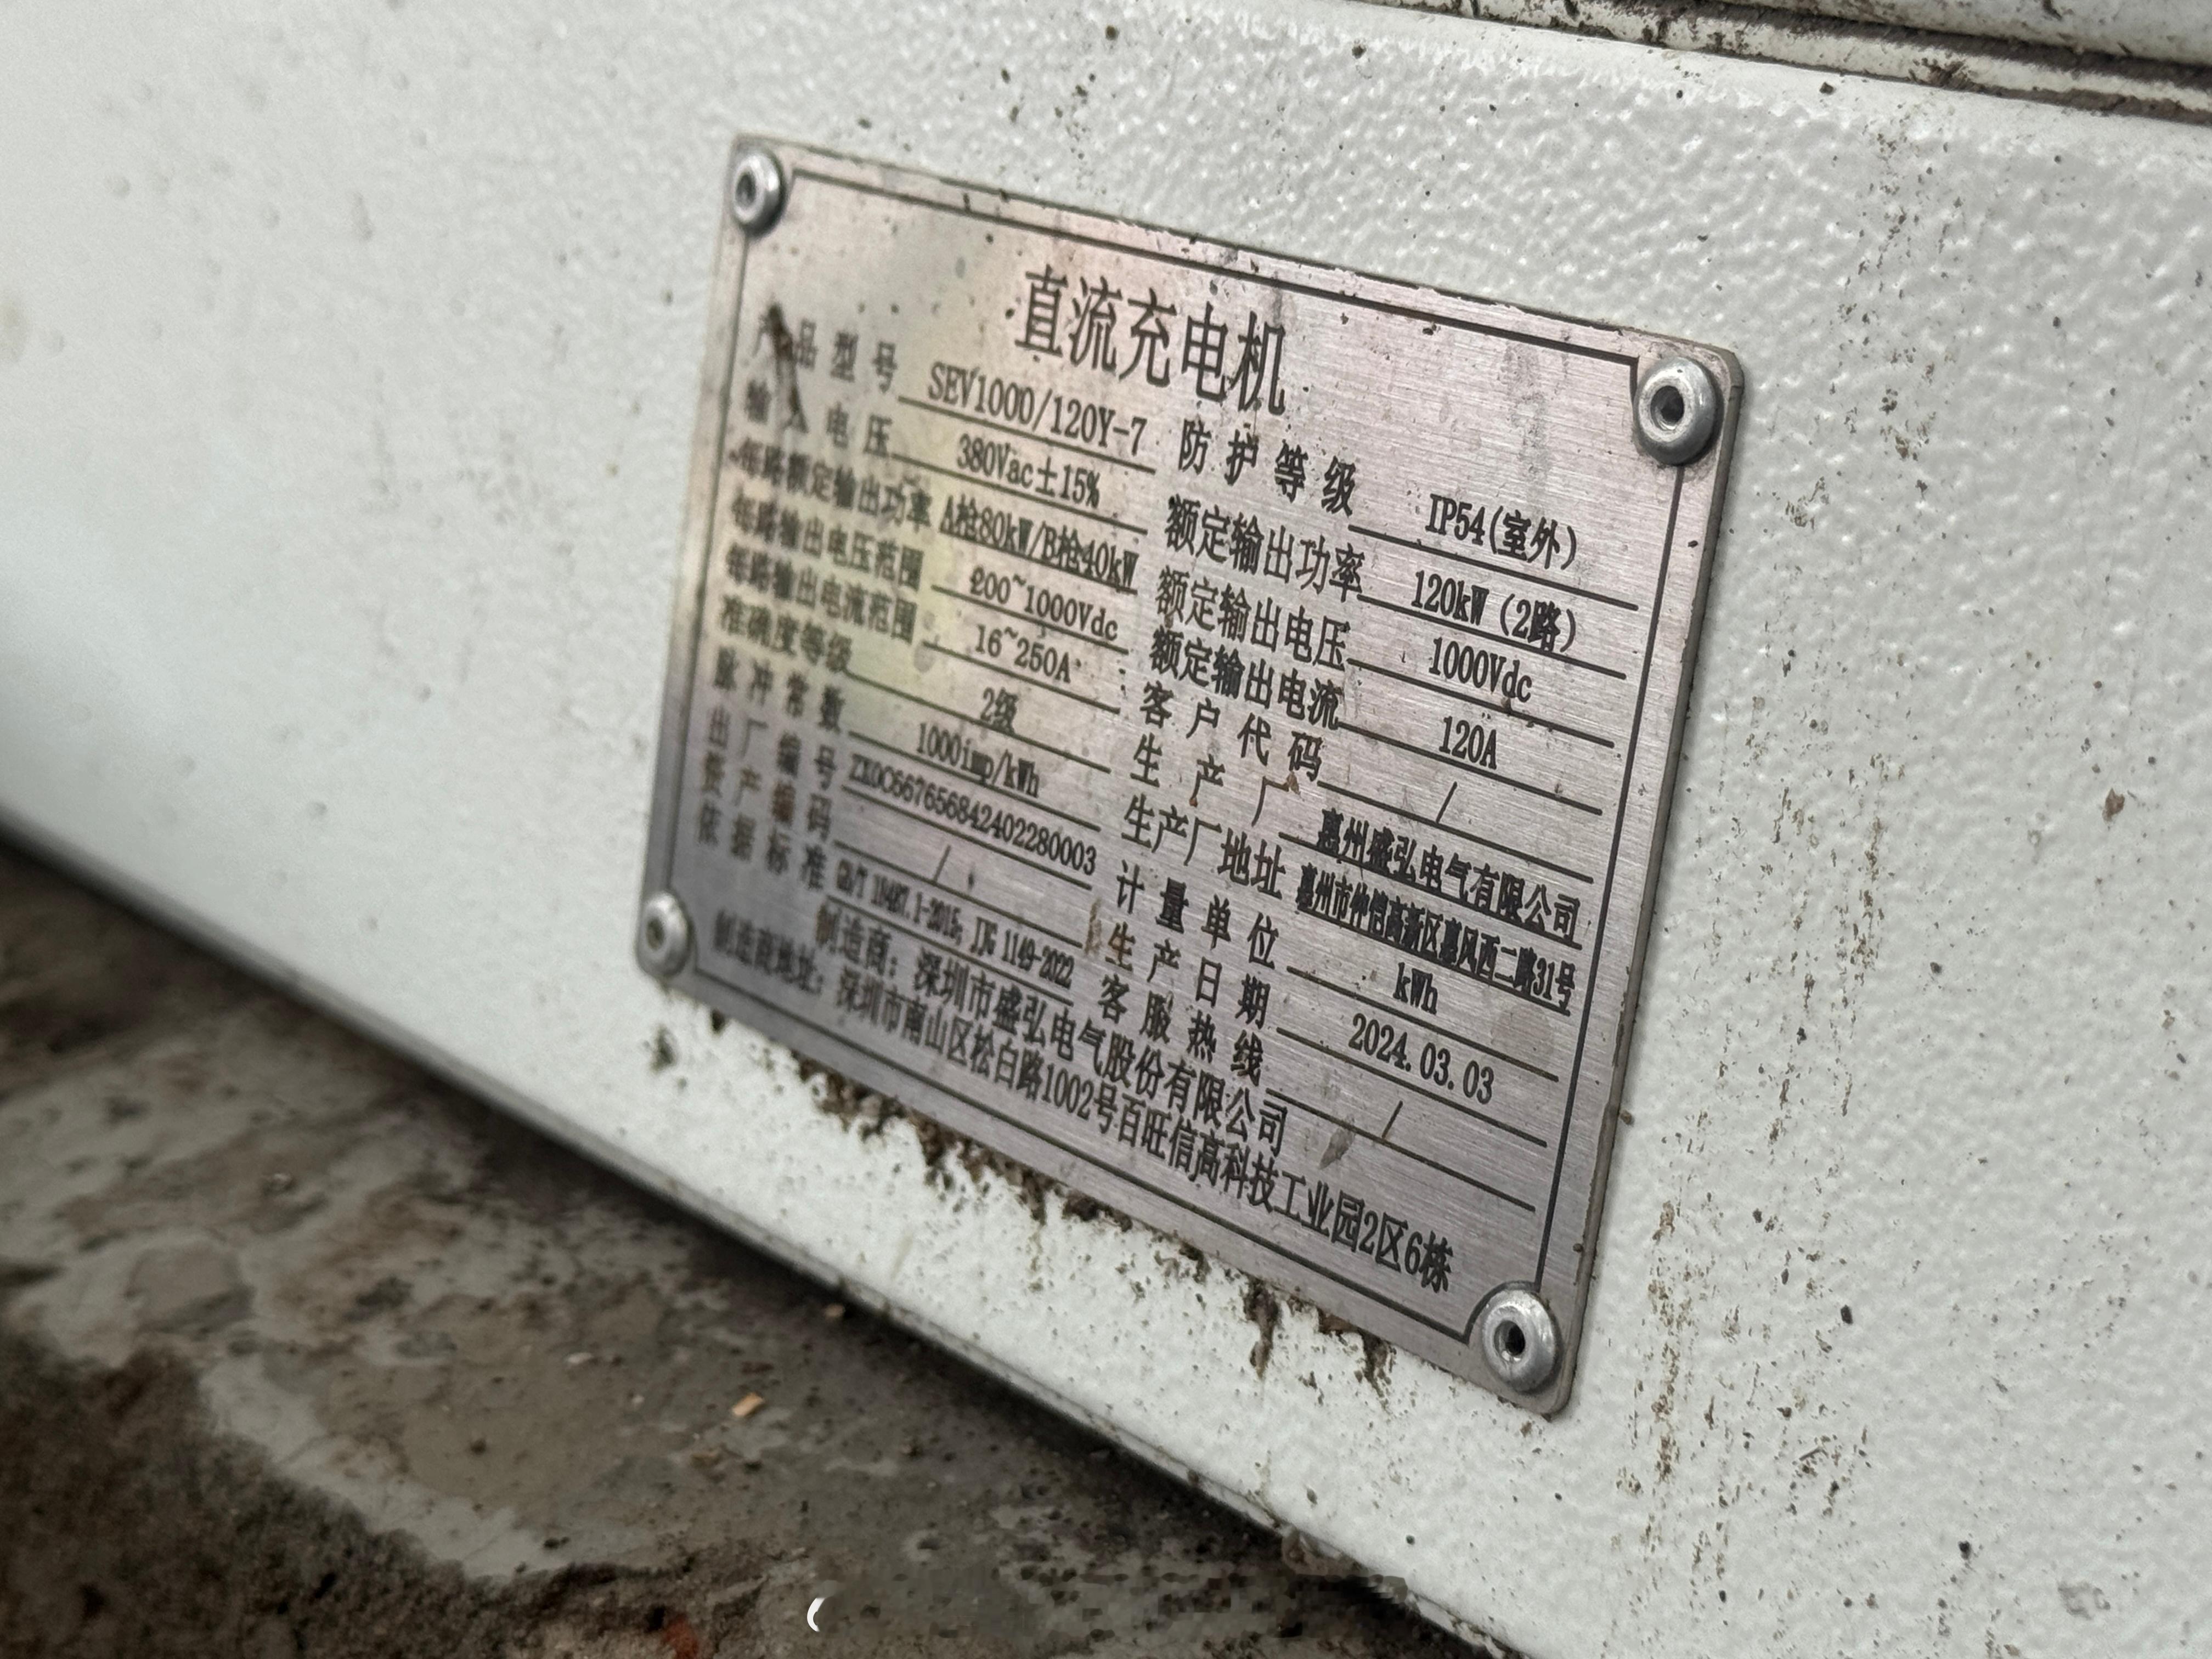 直流充电机
产品型号 SEV1000/120Y-7 防护等级 IP54(室外)
输入电压 380Vac±15% 额定输出功率 120kW (2路)
每路额定输出功率 A枪80kW/B枪40kW 额定输出电压 1000Vdc
每路输出电压范围 200~1000Vdc 额定输出电流 120A
每路输出电流范围 16~250A 客户代码 /
准确度等级 2级 生产厂 惠州盛弘电气有限公司
脉冲常数 1000imp/kWh 生产厂地址 惠州市仲恺高新区惠风西二路31号
出厂编号 计量单位 kWh
资产编码 / 生产日期 2024.03.03
依据标准 GB/T 18487.1-2015, JJG 1149-2022 客服热线 /
制造商: 深圳市盛弘电气股份有限公司
制造商地址: 深圳市南山区松白路1002号百旺信高科技工业园2区6栋